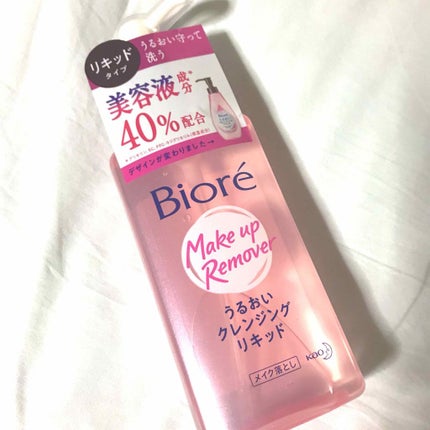 リキッド
タイプ
うるおい守って
洗う
美容液成分*
40%配合
デザインが変わりました→
Bioré
Make up
Remover
うるおい
クレンジング
リキッド
メイク落とし
Kao